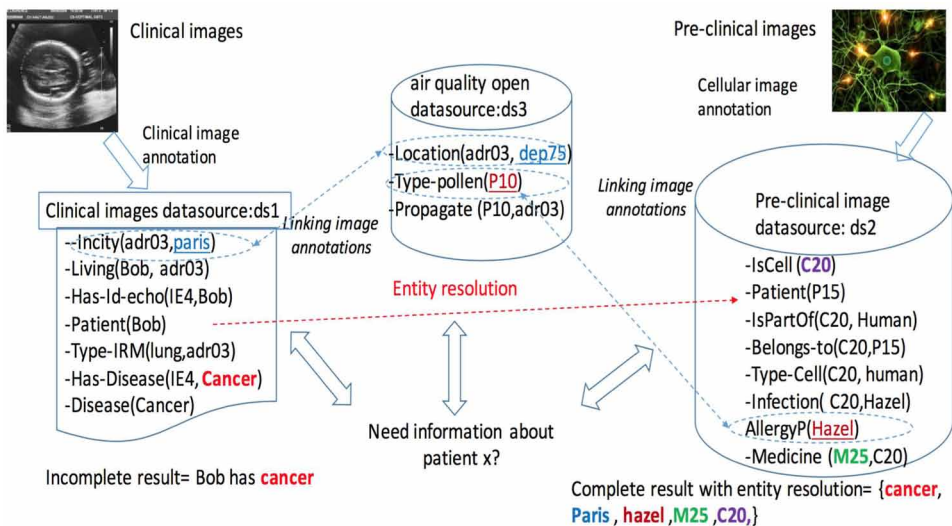 Clinical images
Clinical image
annotation
Clinical images datasource:ds1
--Incity(adr03,paris)
-Living(Bob, adr03)
-Has-Id-echo(IE4,Bob)
-Patient(Bob)
-Type-IRM(lung,adr03)
-Has-Disease(IE4,Cancer)
-Disease(Cancer)
Incomplete result= Bob has cancer
air quality open
datasource:ds3
-Location(adr03, dep75)
-Type-pollen(P10)
-Propagate (P10,adr03)
Linking image
annotations
Entity resolution
Need information about
patient x?
Pre-clinical images
Cellular image
annotation
Linking image
annotations
Pre-clinical image
datasource: ds2
-IsCell (C20)
-Patient(P15)
-IsPartOf(C20, Human)
-Belongs-to(C20,P15)
-Type-Cell(C20, human)
-Infection( C20,Hazel)
AllergyP(Hazel)
-Medicine (M25,C20)
Complete result with entity resolution= {cancer,
Paris , hazel ,M25 ,C20,}